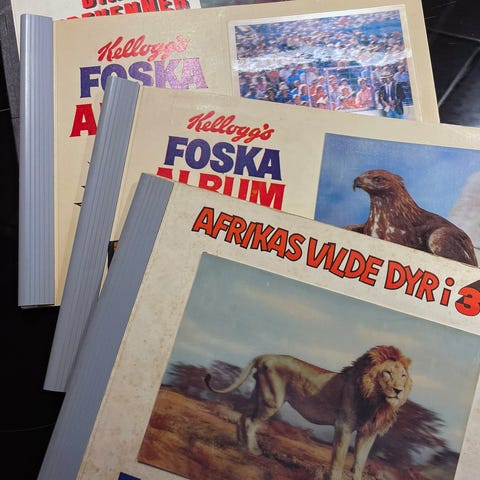 Kellogg's
FOSKA
Kellogg's
FOSKA
ALBUM
AFRIKAS VILDE DYR i 3